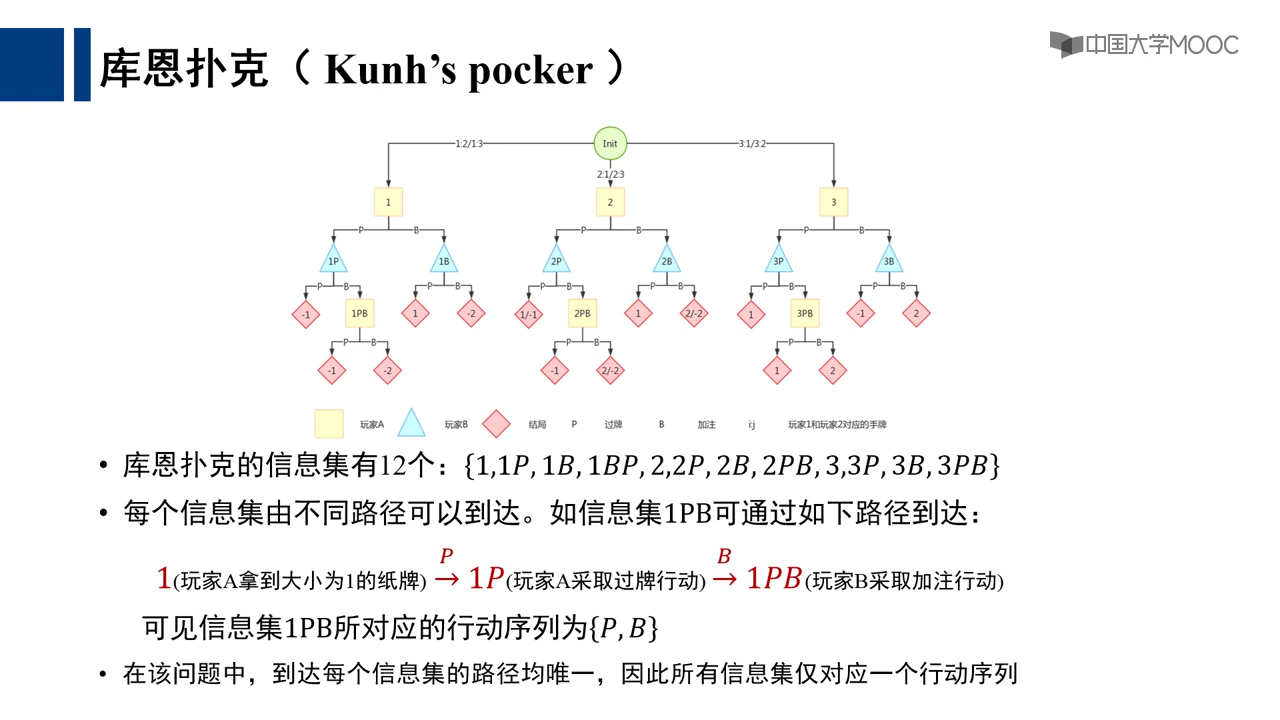 库恩扑克（ Kunh’s pocker ）
中国大学MOOC
1:2/1:3 Init 3:1/3:2
2:1/2:3
1 2 3
P B P B P B
1P 1B 2P 2B 3P 3B
P B P B P B P B P B P B
-1 1PB 1 -2 1/-1 2PB 1 2/-2 1 3PB -1 2
P B P B P B
-1 -2 -1 2/-2 1 2
玩家A 玩家B 结局 P 过牌 B 加注 i:j 玩家1和玩家2对应的手牌
• 库恩扑克的信息集有12个：{1,1P, 1B, 1BP, 2,2P, 2B, 2PB, 3,3P, 3B, 3PB}
• 每个信息集由不同路径可以到达。如信息集1PB可通过如下路径到达：
P B
1(玩家A拿到大小为1的纸牌) → 1P(玩家A采取过牌行动) → 1PB(玩家B采取加注行动)
可见信息集1PB所对应的行动序列为{P, B}
• 在该问题中，到达每个信息集的路径均唯一，因此所有信息集仅对应一个行动序列